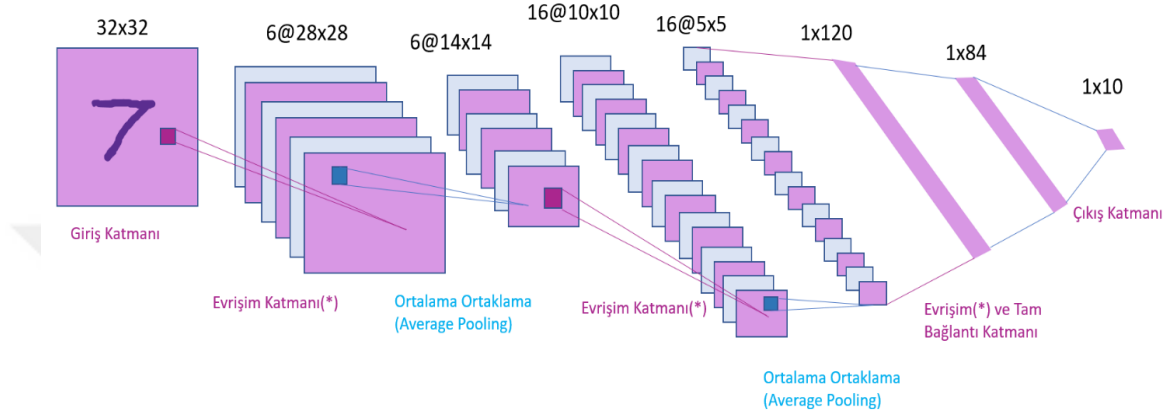 32x32
6@28x28
6@14x14
16@10x10
16@5x5
1x120
1x84
1x10
7
Giriş Katmanı
Evrişim Katmanı(*)
Ortalama Ortaklama
(Average Pooling)
Evrişim Katmanı(*)
Ortalama Ortaklama
(Average Pooling)
Evrişim(*) ve Tam
Bağlantı Katmanı
Çıkış Katmanı